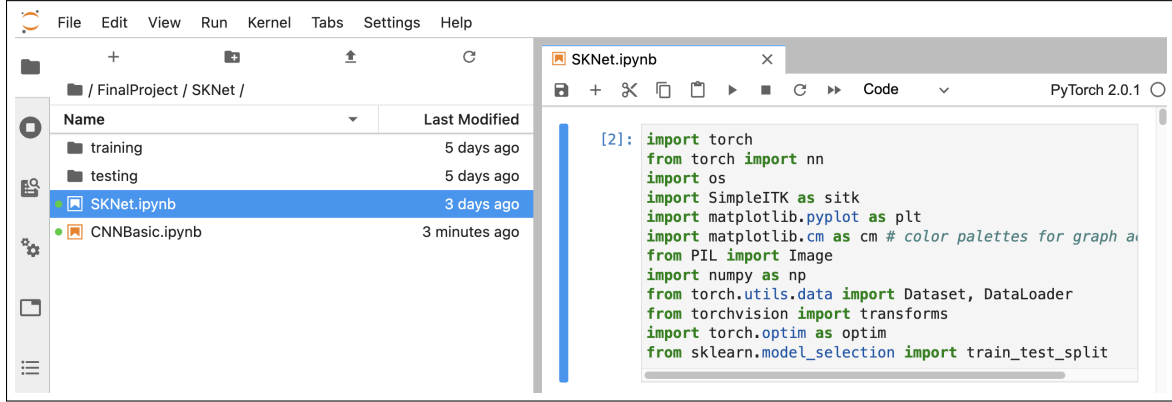 File Edit View Run Kernel Tabs Settings Help
/ FinalProject / SKNet /
Name Last Modified
training 5 days ago
testing 5 days ago
SKNet.ipynb 3 days ago
CNNBasic.ipynb 3 minutes ago
SKNet.ipynb
Code PyTorch 2.0.1
[2]: import torch
from torch import nn
import os
import SimpleITK as sitk
import matplotlib.pyplot as plt
import matplotlib.cm as cm # color palettes for graph
from PIL import Image
import numpy as np
from torch.utils.data import Dataset, DataLoader
from torchvision import transforms
import torch.optim as optim
from sklearn.model_selection import train_test_split